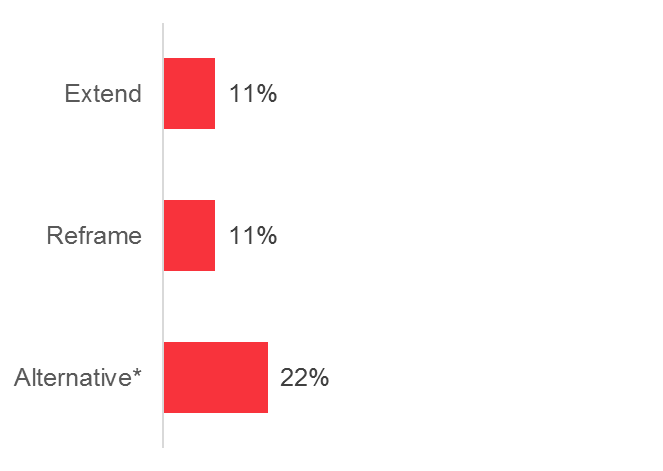 Extend 11%
Reframe 11%
Alternative* 22%